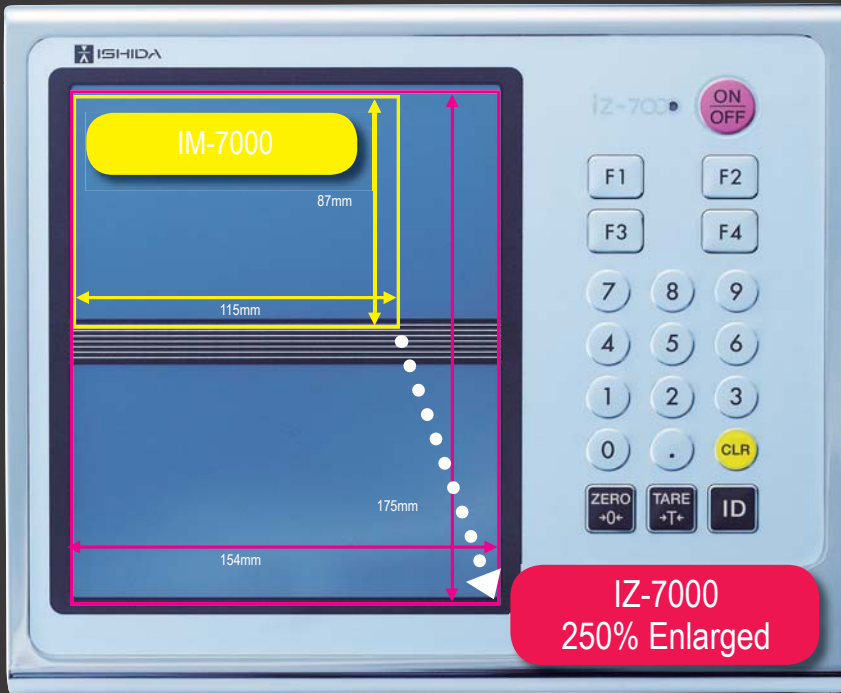 ISHIDA
iz-7000
ON
OFF
IM-7000
F1 F2
87mm
F3 F4
7 8 9
115mm
4 5 6
1 2 3
0 . CLR
175mm
ZERO TARE ID
→0← →T←
154mm
IZ-7000
250% Enlarged